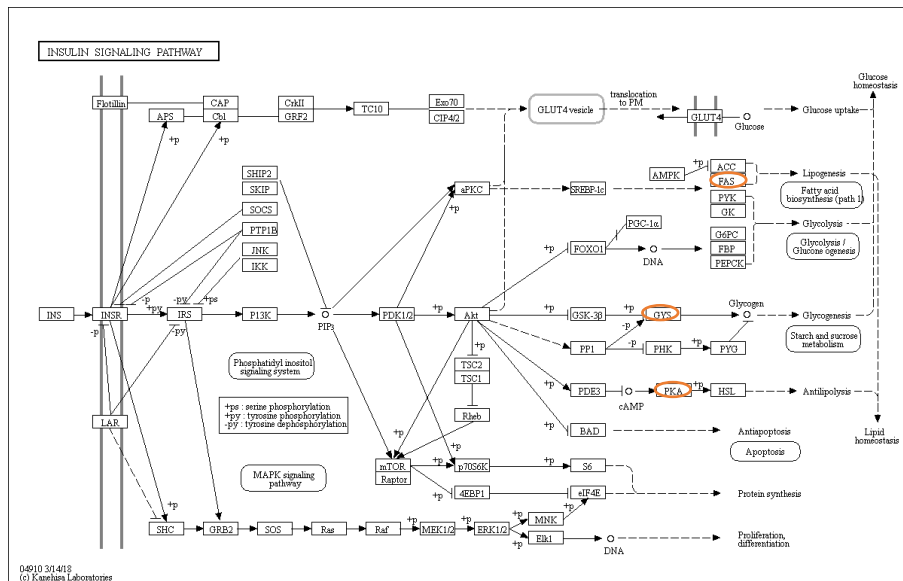 INSULIN SIGNALING PATHWAY
Flotillin
CAP
Cbl
APS
CrkII
GRF2
TC10
Exo70
CIP4/2
GLUT4 vesicle
translocation
to PM
GLUT4
Glucose
Glucose uptake
Glucose
homeostasis
+p
+p
SHIP2
SKIP
SOCS
PTP1B
JNK
IKK
aPKC
+p
SREBP-1c
AMPK
+p
ACC
FAS
PYK
GK
G6PC
FBP
PEPCK
Lipogenesis
Fatty acid
biosynthesis (path 1)
Glycolysis
Glycolysis /
Glucone ogenesis
PGC-1α
+p
FOXO1
DNA
INS
INSR
-p
+py
-py
+ps
IRS
-p
-py
P13K
PIP3
PDK1/2
+p
Akt
+p
GSK-3β
+p
GYS
Glycogen
Glycogenesis
Starch and sucrose
metabolism
-p
PP1
-p
PHK
+p
PYG
Phosphatidyl inositol
signaling system
+p
TSC2
TSC1
+p
PDE3
cAMP
PKA
+p
HSL
Antilipolysis
+ps : serine phosphorylation
+py : tyrosine phosphorylation
-py : tyrosine dephosphorylation
LAR
Rheb
+p
BAD
Antiapoptosis
Apoptosis
Lipid
homeostasis
+p
+p
mTOR
Raptor
+p
p70S6K
+p
S6
MAPK signaling
pathway
+p
4EBP1
eIF4E
Protein synthesis
+p
SHC
GRB2
SOS
Ras
Raf
+p
MEK1/2
+p
ERK1/2
+p
MNK
+p
+p
Elk1
DNA
Proliferation,
differentiation
04910 3/14/18
(c) Kanehisa Laboratories